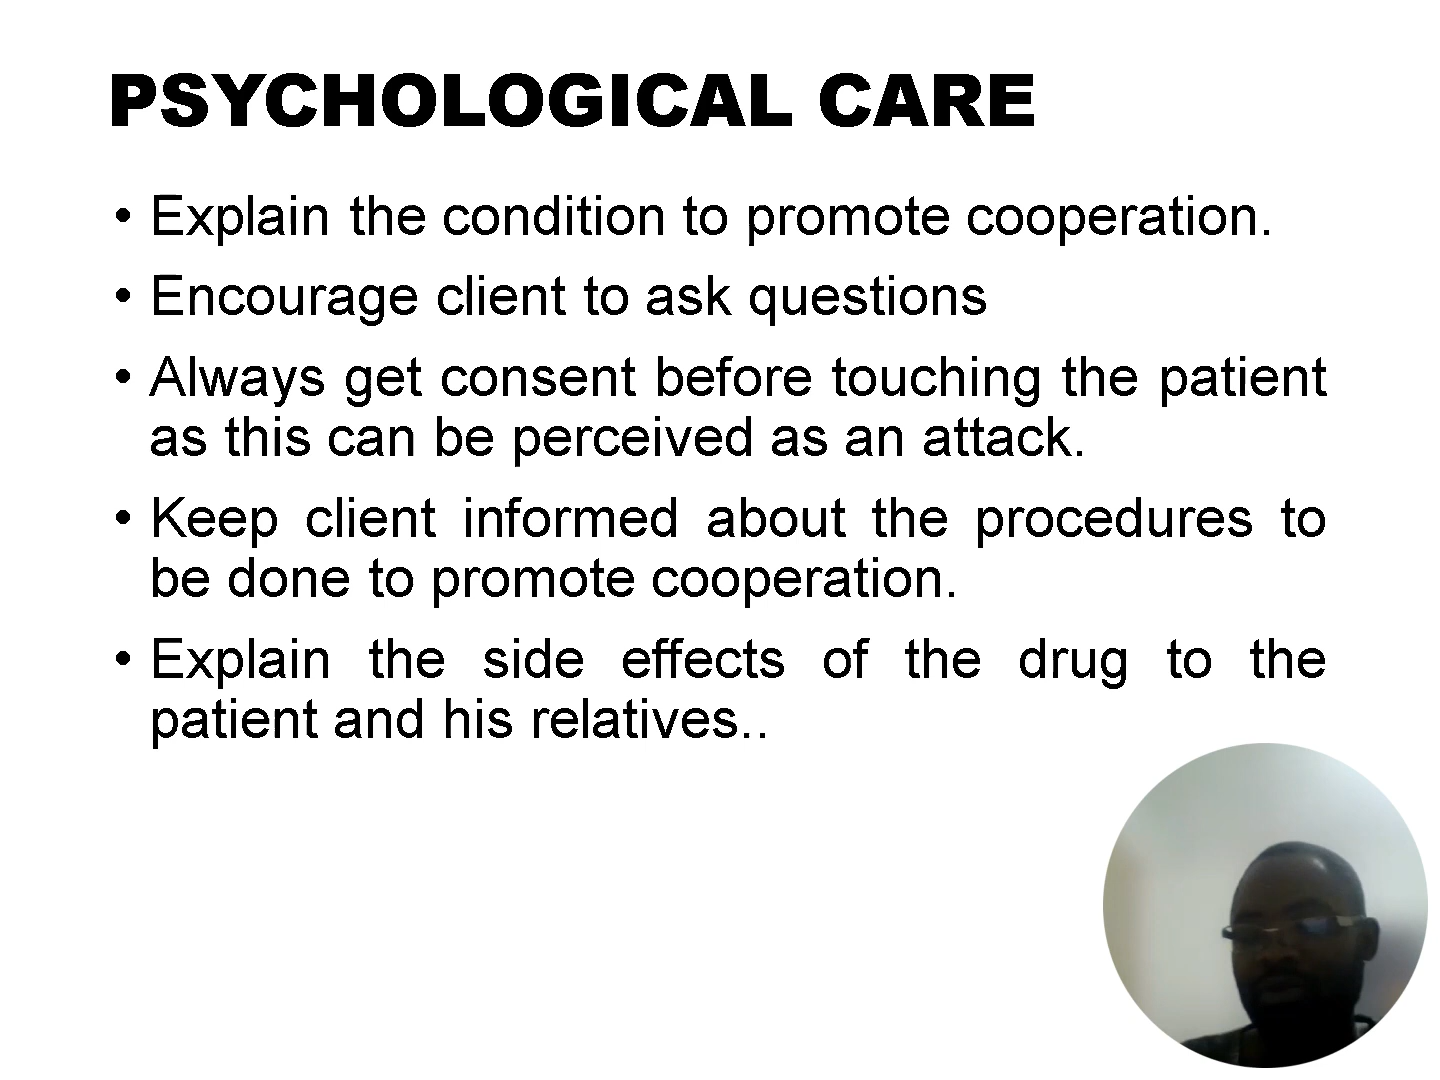 PSYCHOLOGICAL CARE
• Explain the condition to promote cooperation.
• Encourage client to ask questions
• Always get consent before touching the patient
as this can be perceived as an attack.
• Keep client informed about the procedures to
be done to promote cooperation.
• Explain the side effects of the drug to the
patient and his relatives..